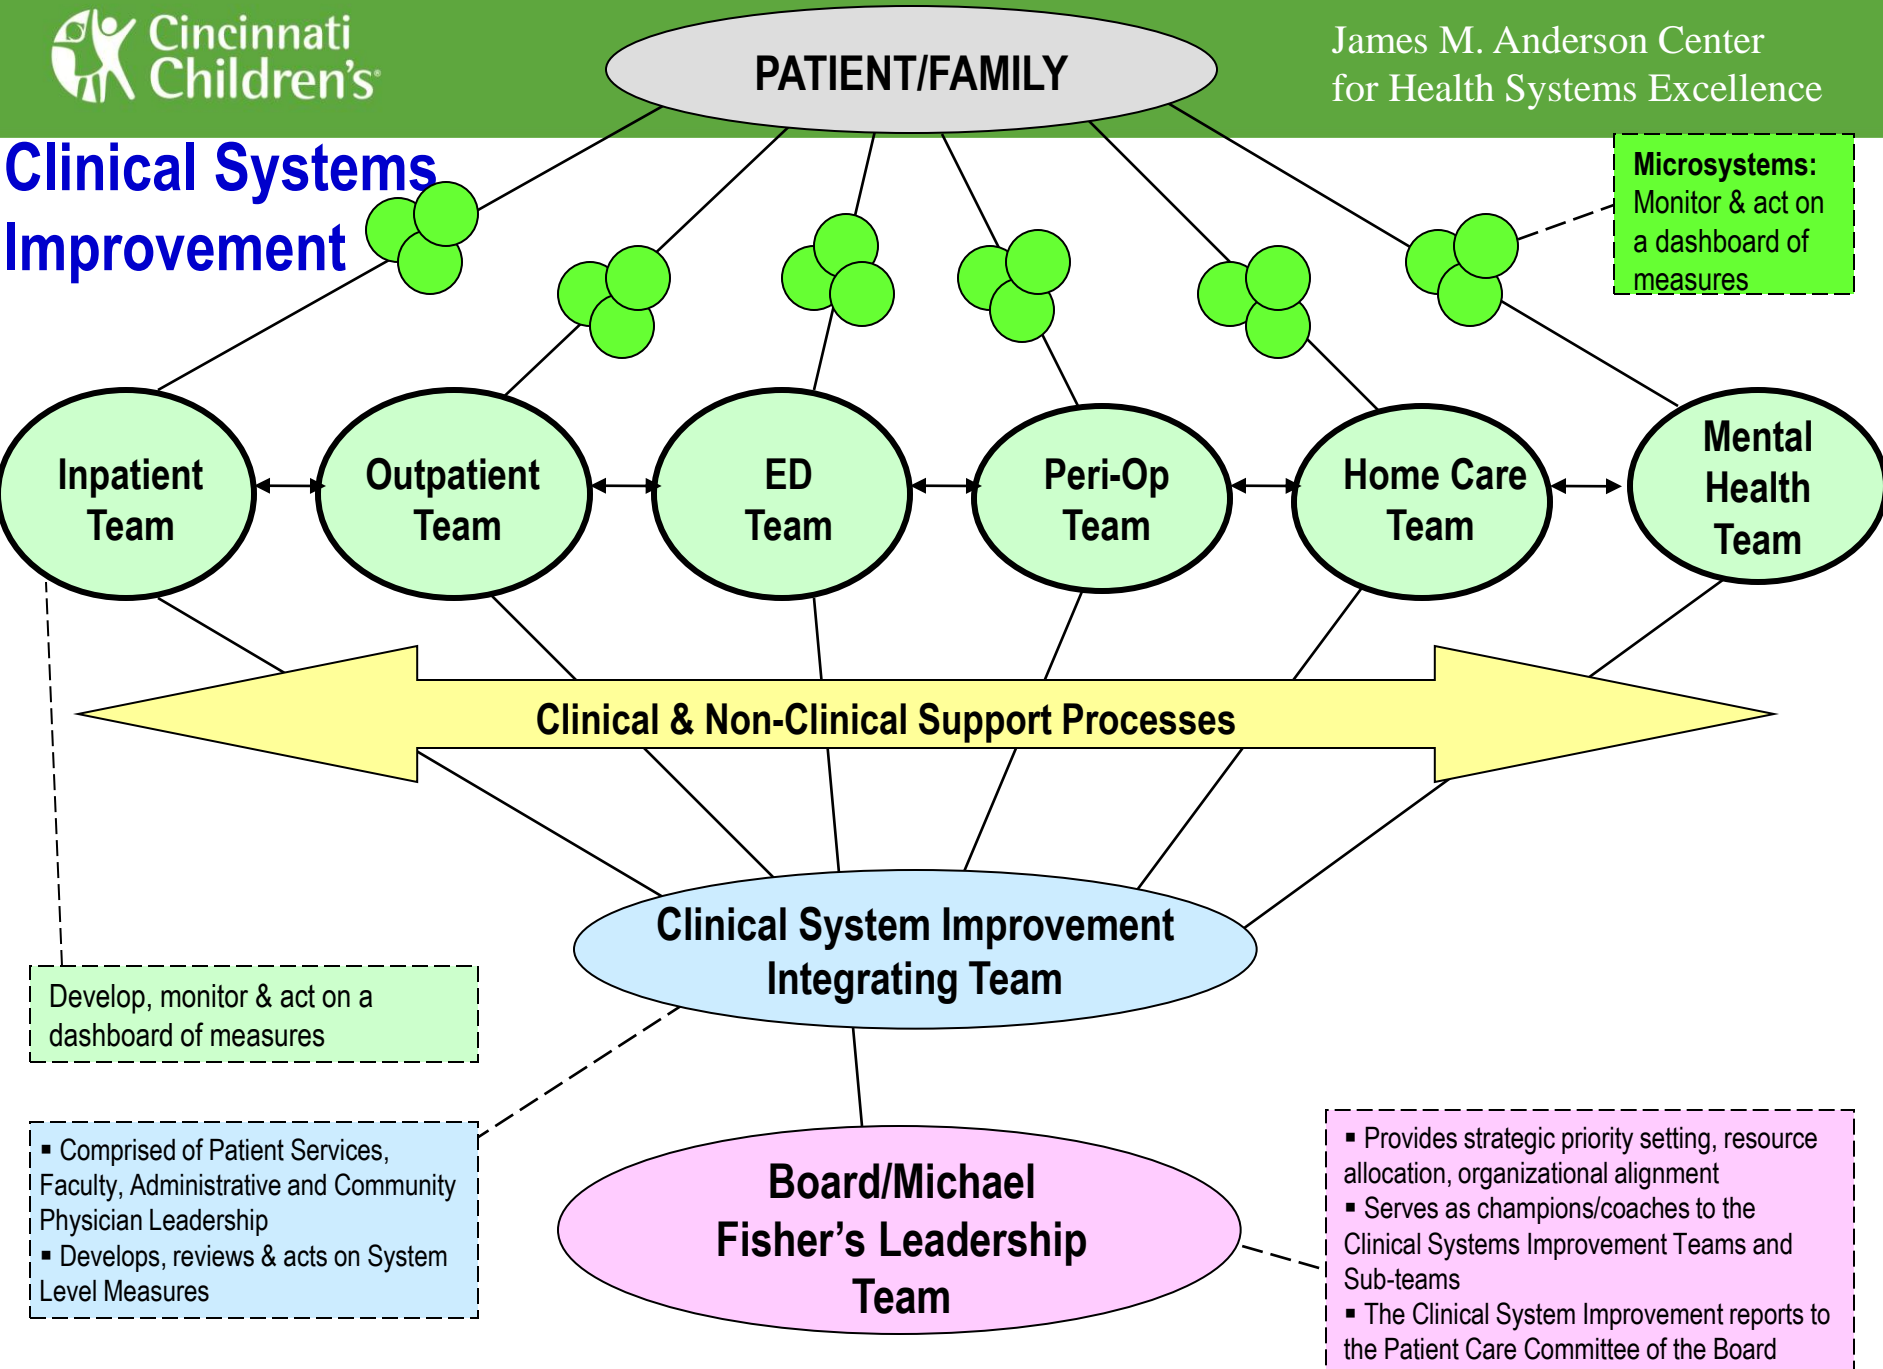 Cincinnati
Children's
PATIENT/FAMILY
James M. Anderson Center
for Health Systems Excellence
Clinical Systems
Improvement
Microsystems:
Monitor & act on
a dashboard of
measures
Inpatient
Team
Outpatient
Team
ED
Team
Peri-Op
Team
Home Care
Team
Mental
Health
Team
Clinical & Non-Clinical Support Processes
Clinical System Improvement
Integrating Team
Develop, monitor & act on a
dashboard of measures
▪ Comprised of Patient Services,
Faculty, Administrative and Community
Physician Leadership
▪ Develops, reviews & acts on System
Level Measures
Board/Michael
Fisher's Leadership
Team
▪ Provides strategic priority setting, resource
allocation, organizational alignment
▪ Serves as champions/coaches to the
Clinical Systems Improvement Teams and
Sub-teams
▪ The Clinical System Improvement reports to
the Patient Care Committee of the Board